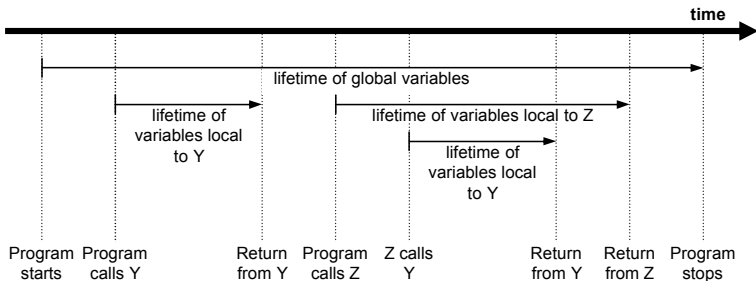 time
lifetime of global variables
lifetime of
variables local
to Y
lifetime of variables local to Z
lifetime of
variables local
to Y
Program
starts
Program
calls Y
Return
from Y
Program
calls Z
Z calls
Y
Return
from Y
Return
from Z
Program
stops